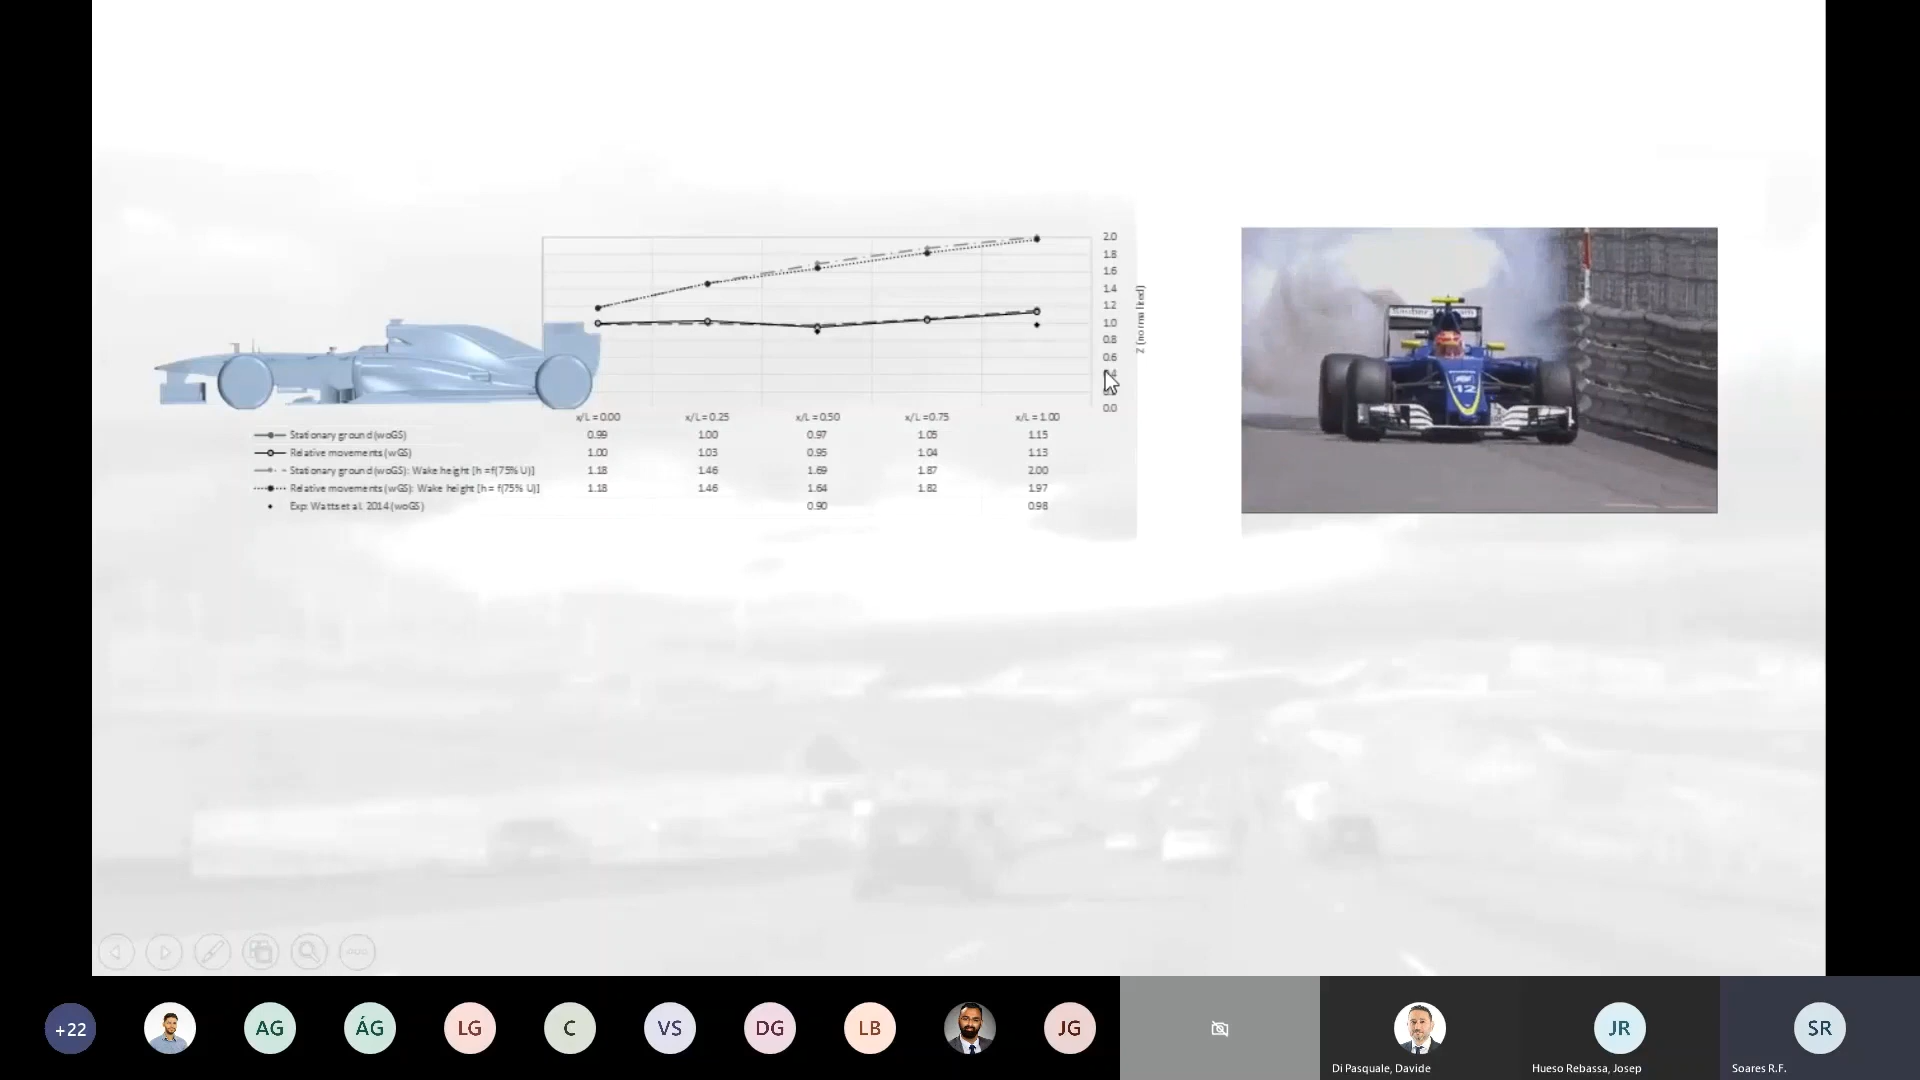 2.0
1.8
1.6
1.4
1.2
1.0
0.8
0.6
0.0
Z (normalised)
x/L = 0.00 x/L = 0.25 x/L = 0.50 x/L = 0.75 x/L = 1.00
Stationary ground (woGS) 0.99 1.00 0.97 1.05 1.15
Relative movements (wGS) 1.00 1.03 0.95 1.04 1.13
Stationary ground (woGS): Wake height [h = f(75% U)] 1.18 1.46 1.69 1.87 2.00
Relative movements (wGS): Wake height [h = f(75% U)] 1.18 1.46 1.64 1.82 1.97
Exp: Watts et al. 2014 (woGS) 0.90 0.98
Sauber
12
+22
AG
ÁG
LG
C
VS
DG
LB
JG
JR
SR
Di Pasquale, Davide
Hueso Rebassa, Josep
Soares R.F.